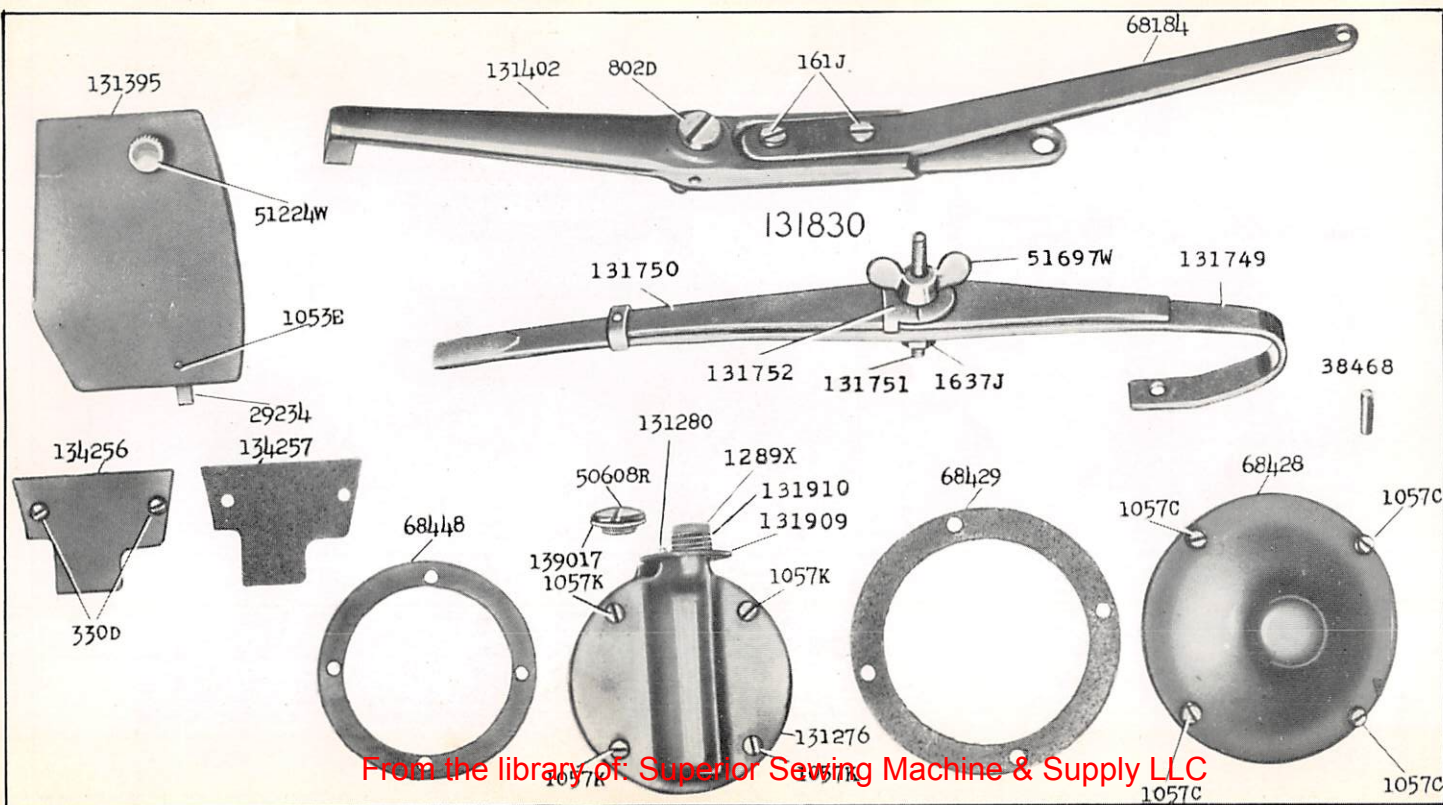 68184
131402
802D
161J
131395
51224W
131830
131750
51697W
131749
1053E
131752
131751
1637J
38468
29234
134256
134257
131280
1289X
50608R
131910
68429
68428
131909
1057C
1057C
68448
139017
1057K
1057K
330D
131276
1057K
1057K
1057C
1057C
From the library of: Superior Sewing Machine & Supply LLC